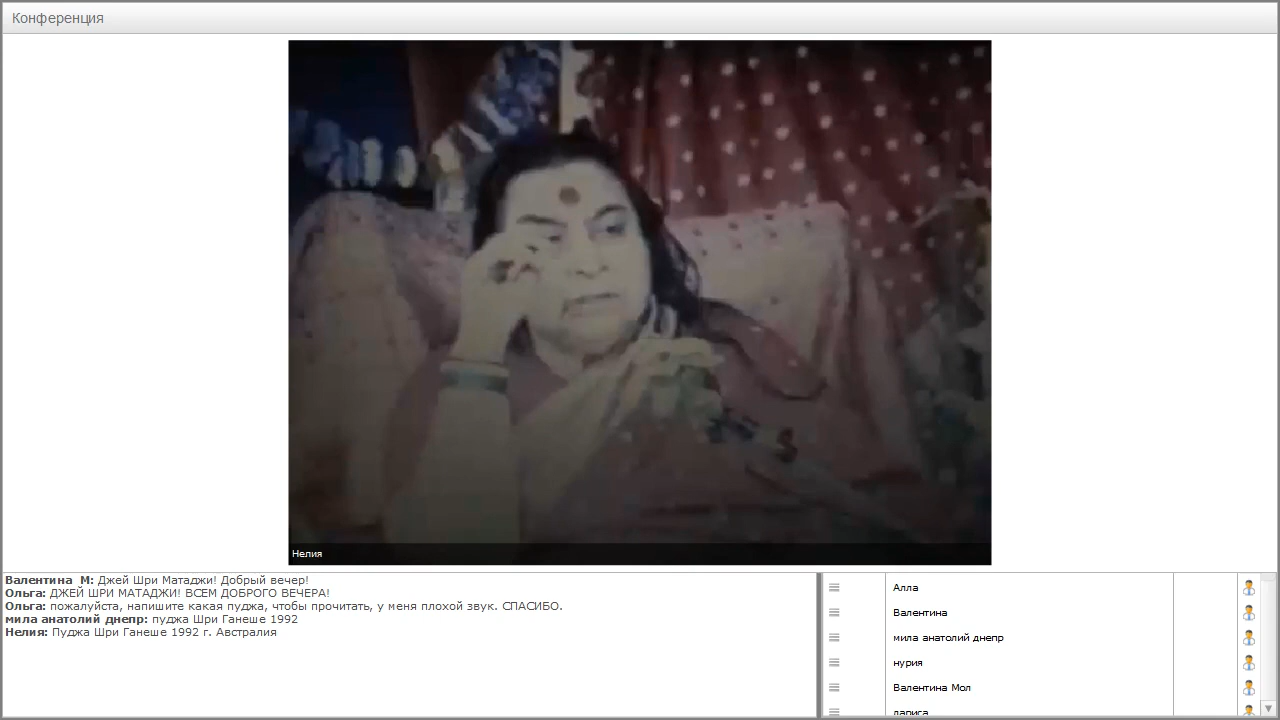 Конференция
Нелия
Валентина М: Джей Шри Матаджи! Добрый вечер!
Ольга: ДЖЕЙ ШРИ МАТАДЖИ! ВСЕМ ДОБРОГО ВЕЧЕРА!
Ольга: пожалуйста, напишите какая пуджа, чтобы прочитать, у меня плохой звук. СПАСИБО.
мила анатолий днепр: пуджа Шри Ганеше 1992
Нелия: Пуджа Шри Ганеше 1992 г. Австралия
Алла
Валентина
мила анатолий днепр
нурия
Валентина Мол
лариса